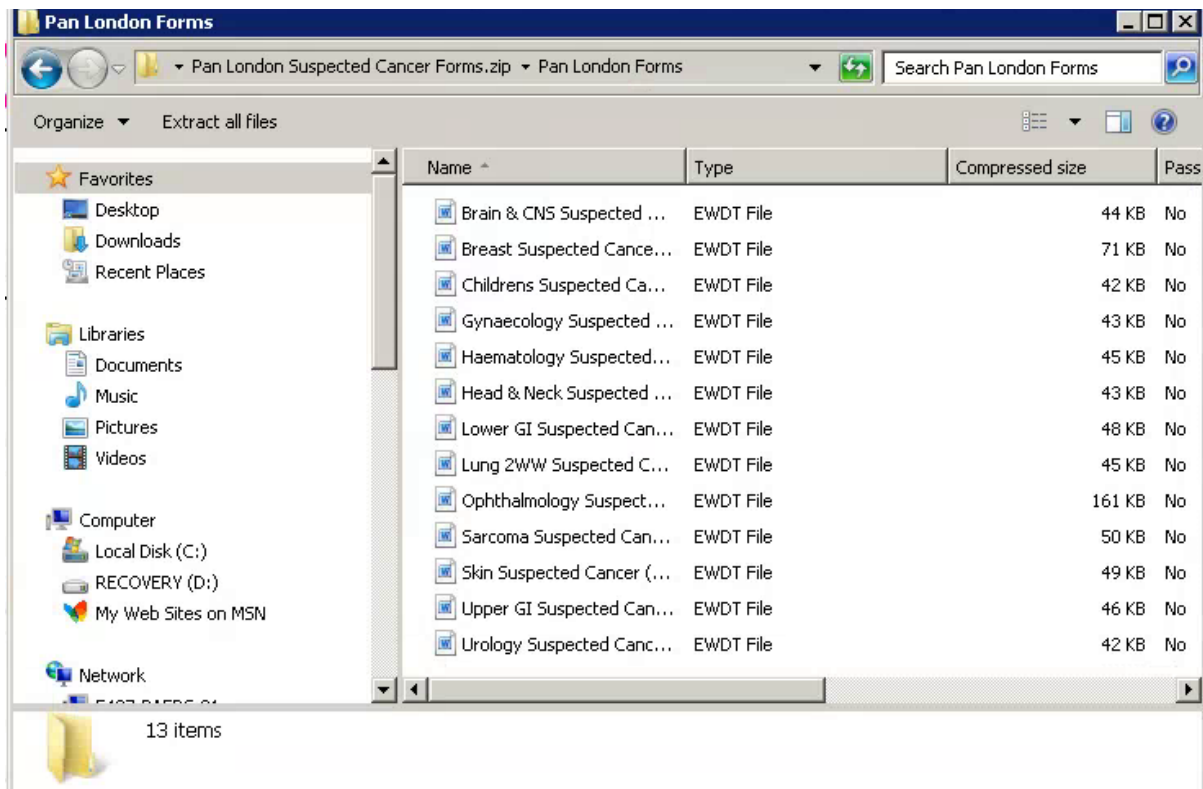 Pan London Forms
Pan London Suspected Cancer Forms.zip Pan London Forms
Search Pan London Forms
Organize Extract all files
Favorites
Desktop
Downloads
Recent Places
Libraries
Documents
Music
Pictures
Videos
Computer
Local Disk (C:)
RECOVERY (D:)
My Web Sites on MSN
Network
Name Type Compressed size Pass
Brain & CNS Suspected ... EWDT File 44 KB No
Breast Suspected Cance... EWDT File 71 KB No
Childrens Suspected Ca... EWDT File 42 KB No
Gynaecology Suspected ... EWDT File 43 KB No
Haematology Suspected... EWDT File 45 KB No
Head & Neck Suspected ... EWDT File 43 KB No
Lower GI Suspected Can... EWDT File 48 KB No
Lung 2WW Suspected C... EWDT File 45 KB No
Ophthalmology Suspect... EWDT File 161 KB No
Sarcoma Suspected Can... EWDT File 50 KB No
Skin Suspected Cancer (... EWDT File 49 KB No
Upper GI Suspected Can... EWDT File 46 KB No
Urology Suspected Canc... EWDT File 42 KB No
13 items